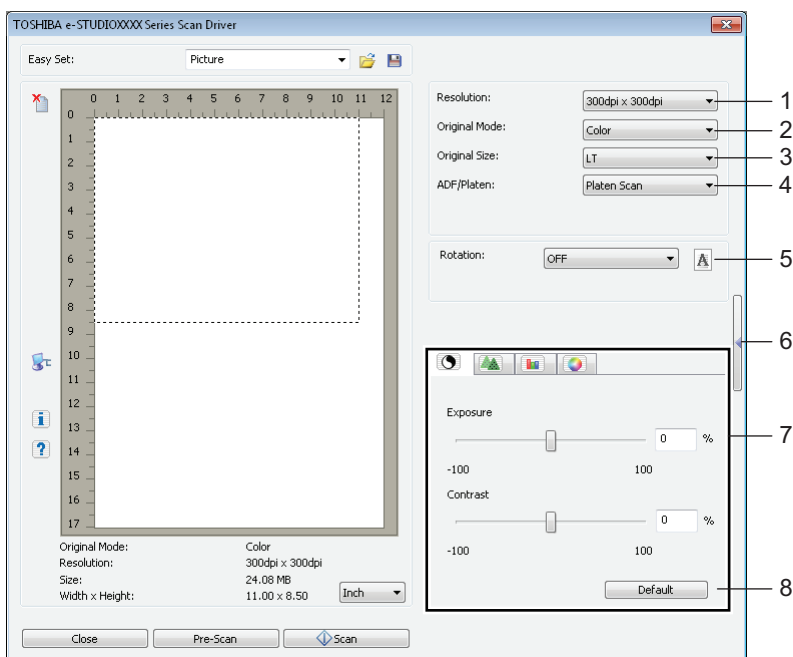 TOSHIBA e-STUDIOXXXX Series Scan Driver
Easy Set: Picture
0 1 2 3 4 5 6 7 8 9 10 11 12
0
1
2
3
4
5
6
7
8
9
10
11
12
13
14
15
16
17
Original Mode: Color
Resolution: 300dpi x 300dpi
Size: 24.08 MB
Width x Height: 11.00 x 8.50 Inch
Close Pre-Scan Scan
Resolution: 300dpi x 300dpi 1
Original Mode: Color 2
Original Size: LT 3
ADF/Platen: Platen Scan 4
Rotation: OFF A 5
6
Exposure
0 % 7
-100 100
Contrast
0 %
-100 100
Default 8